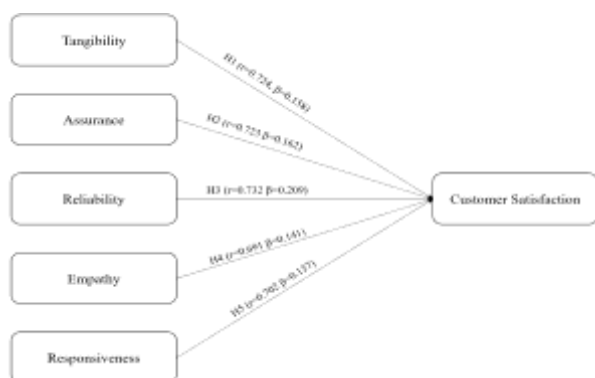 Tangibility
H1 (r=0.724, β=0.158)
Assurance
H2 (r=0.725 β=0.162)
Reliability
H3 (r=0.732 β=0.209)
Customer Satisfaction
Empathy
H4 (r=0.691 β=0.141)
H5 (r=0.702 β=0.137)
Responsiveness